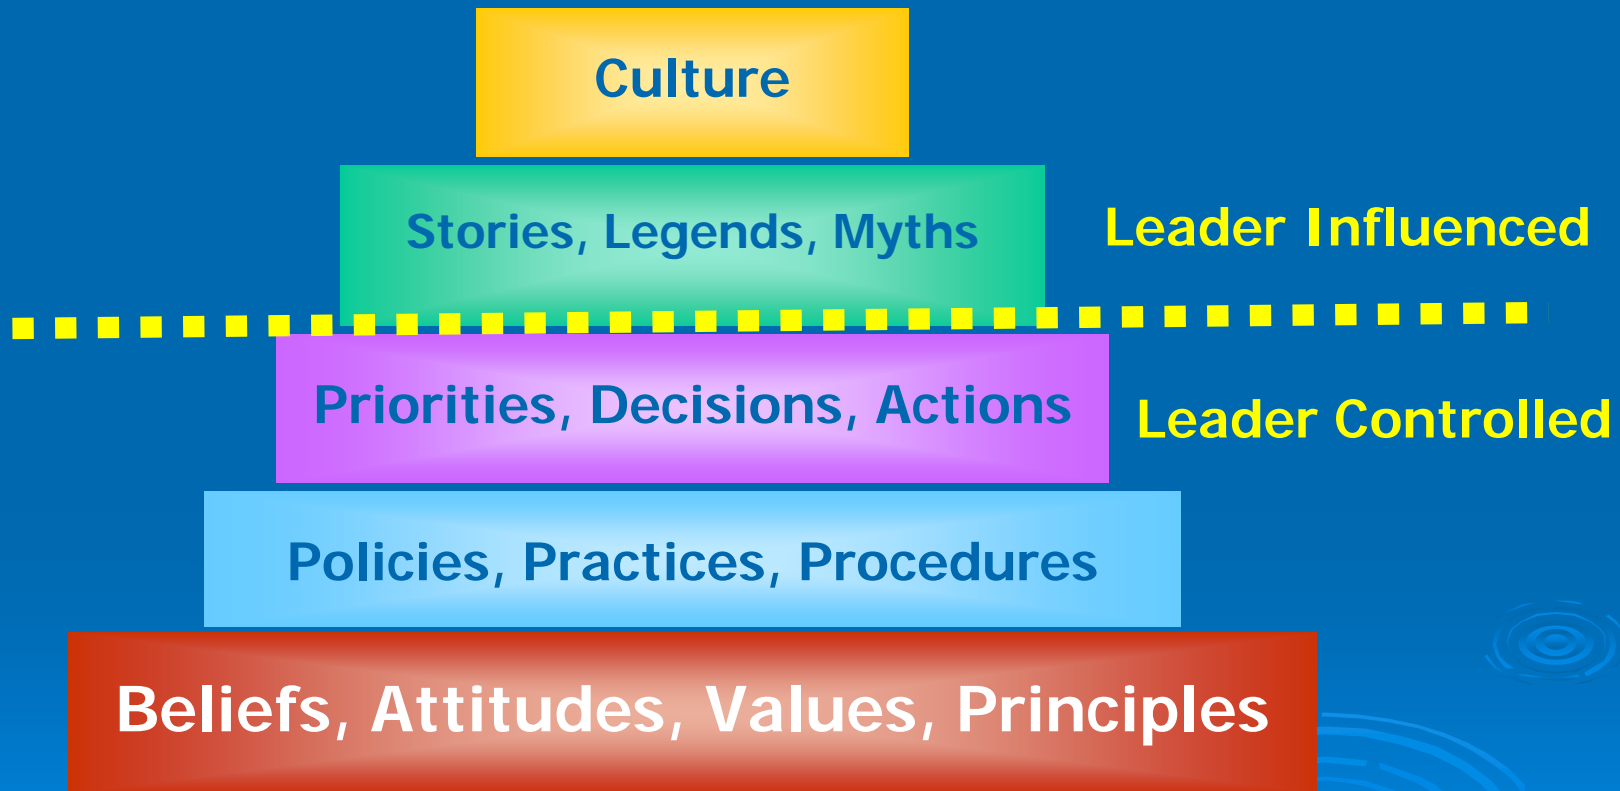 Culture
Stories, Legends, Myths
Leader Influenced
Priorities, Decisions, Actions
Leader Controlled
Policies, Practices, Procedures
Beliefs, Attitudes, Values, Principles